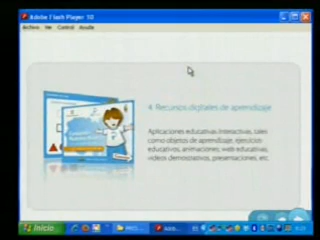 Adobe Flash Player 10
Archivo Ver Control Ayuda
4. Recursos digitales de aprendizaje
Aplicaciones educativas interactivas, tales
como objetos de aprendizaje, ejercicios
educativos, animaciones, web educativas,
videos demostrativos, presentaciones, etc.
Inicio